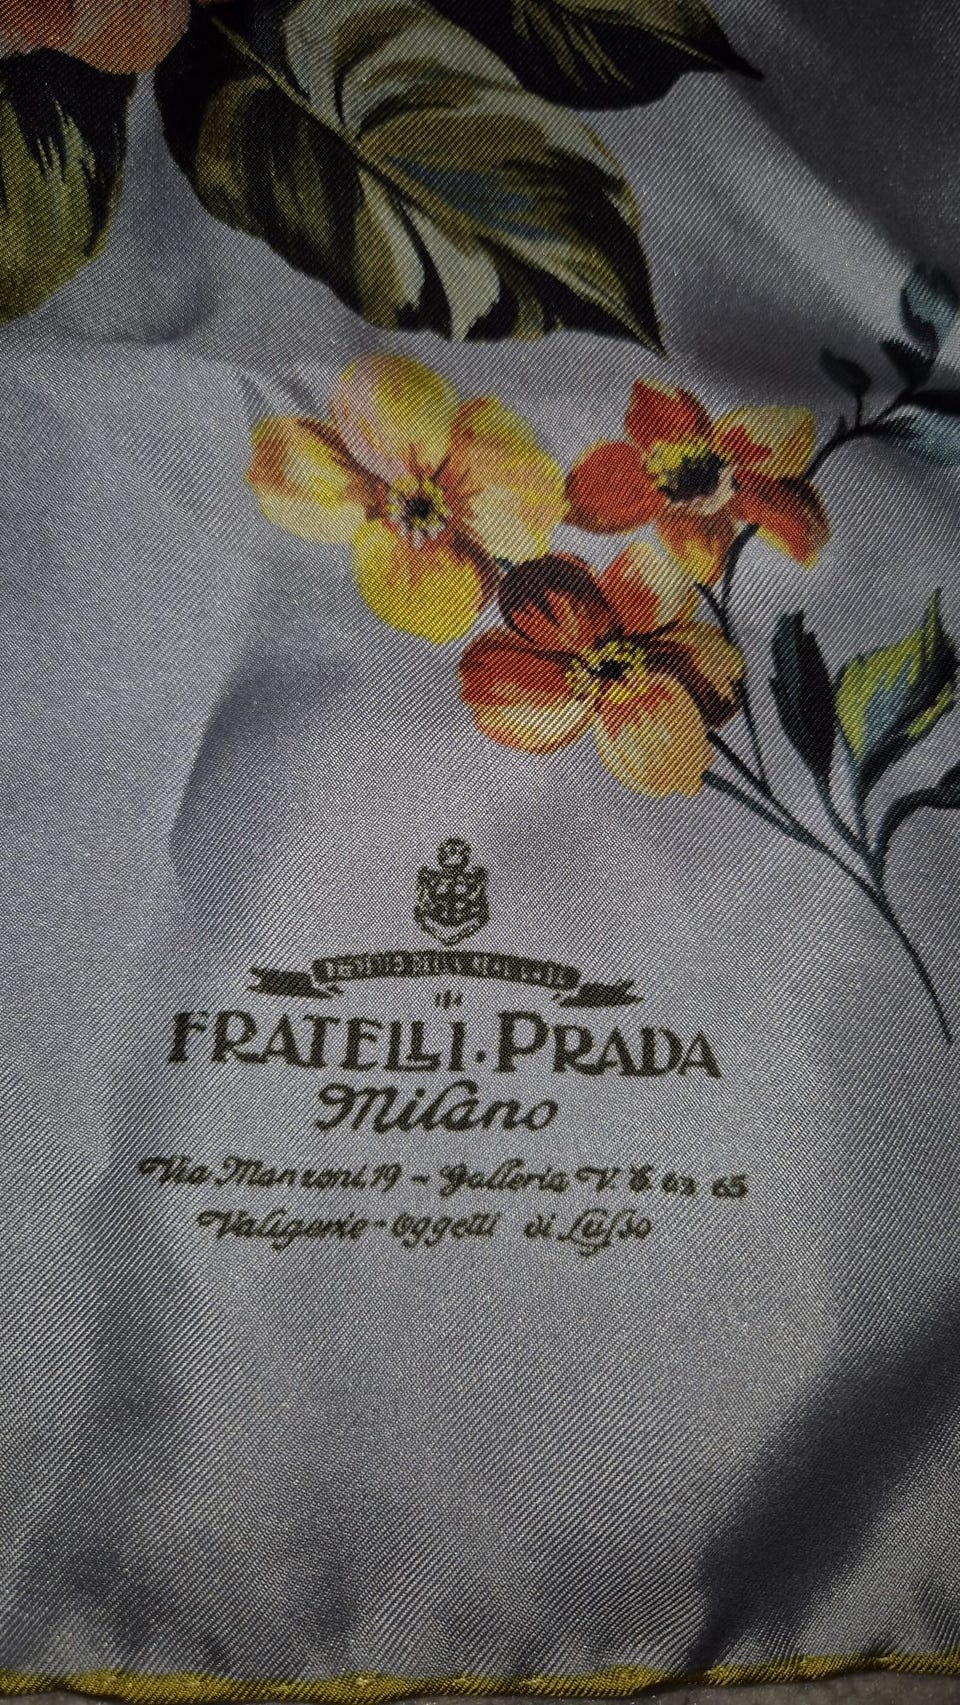 FRATELLI·PRADA
Milano
Via Manzoni.19 - Galleria V. E. 63 65
Valigerie - Oggetti di Lusso